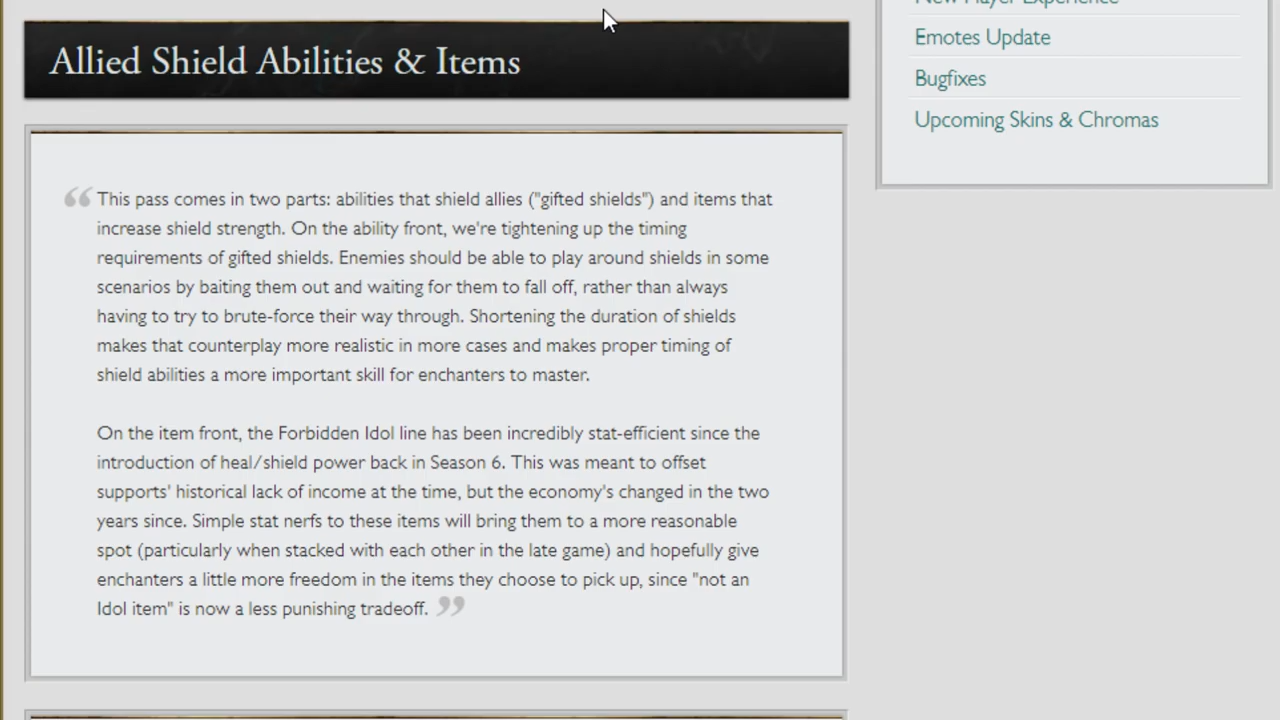 New Player Experience
Allied Shield Abilities & Items
Emotes Update
Bugfixes
Upcoming Skins & Chromas
“ This pass comes in two parts: abilities that shield allies ("gifted shields") and items that
increase shield strength. On the ability front, we're tightening up the timing
requirements of gifted shields. Enemies should be able to play around shields in some
scenarios by baiting them out and waiting for them to fall off, rather than always
having to try to brute-force their way through. Shortening the duration of shields
makes that counterplay more realistic in more cases and makes proper timing of
shield abilities a more important skill for enchanters to master.
On the item front, the Forbidden Idol line has been incredibly stat-efficient since the
introduction of heal/shield power back in Season 6. This was meant to offset
supports' historical lack of income at the time, but the economy's changed in the two
years since. Simple stat nerfs to these items will bring them to a more reasonable
spot (particularly when stacked with each other in the late game) and hopefully give
enchanters a little more freedom in the items they choose to pick up, since "not an
Idol item" is now a less punishing tradeoff. ”